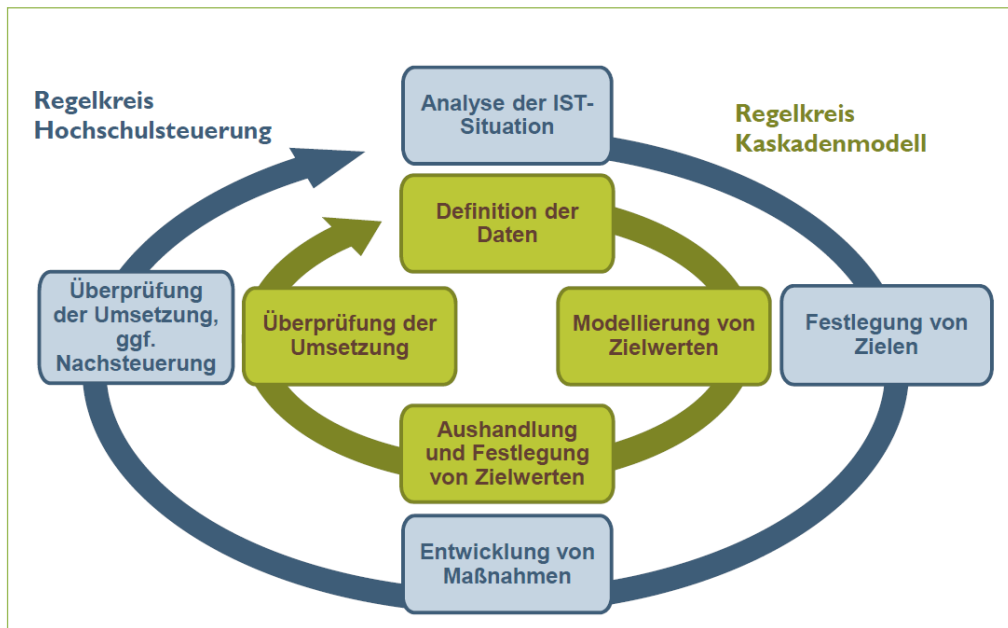 Regelkreis
Hochschulsteuerung
Analyse der IST-
Situation
Regelkreis
Kaskadenmodell
Definition der
Daten
Überprüfung
der Umsetzung,
ggf.
Nachsteuerung
Überprüfung der
Umsetzung
Modellierung von
Zielwerten
Festlegung von
Zielen
Aushandlung
und Festlegung
von Zielwerten
Entwicklung von
Maßnahmen